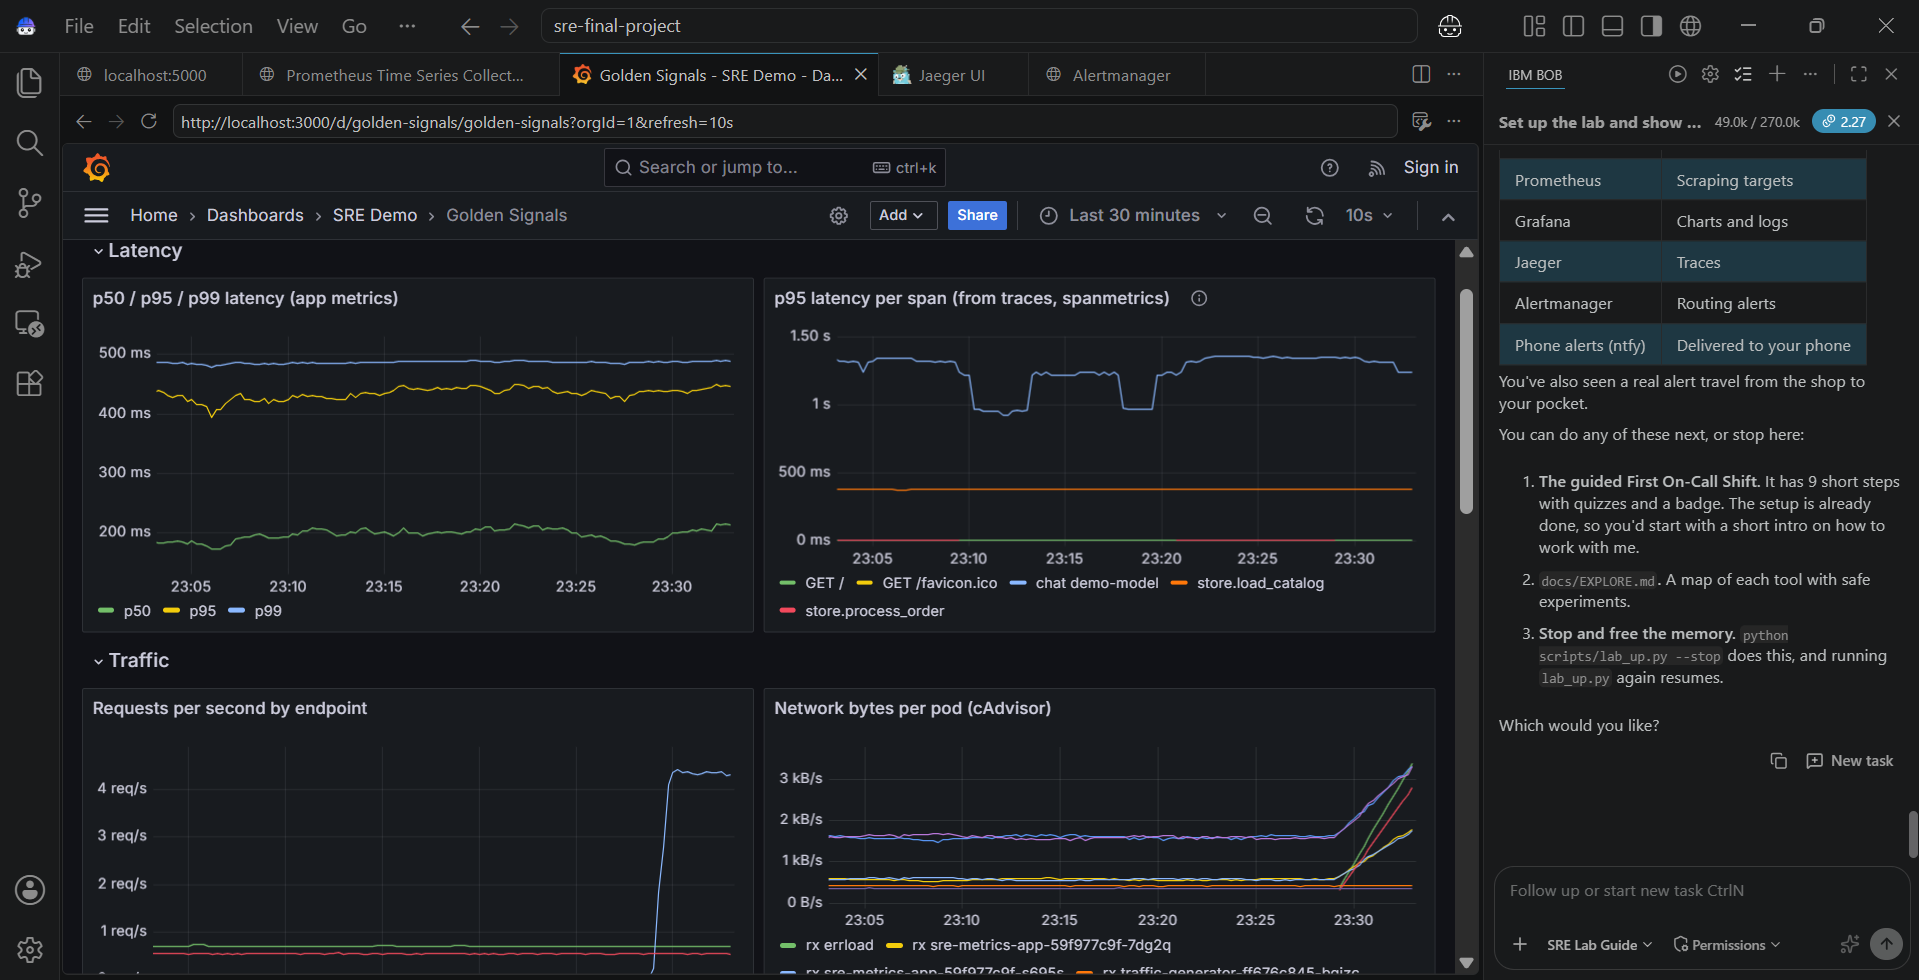 File Edit Selection View Go ··· sre-final-project
localhost:5000 Prometheus Time Series Collect... Golden Signals - SRE Demo - Da... Jaeger UI Alertmanager
http://localhost:3000/d/golden-signals/golden-signals?orgId=1&refresh=10s
Search or jump to... ctrl+k Sign in
Home › Dashboards › SRE Demo › Golden Signals Add Share Last 30 minutes 10s
Latency
p50 / p95 / p99 latency (app metrics)
500 ms
400 ms
300 ms
200 ms
23:05 23:10 23:15 23:20 23:25 23:30
p50 p95 p99
p95 latency per span (from traces, spanmetrics)
1.50 s
1 s
500 ms
0 ms
23:05 23:10 23:15 23:20 23:25 23:30
GET / GET /favicon.ico chat demo-model store.load_catalog
store.process_order
Traffic
Requests per second by endpoint
4 req/s
3 req/s
2 req/s
1 req/s
Network bytes per pod (cAdvisor)
3 kB/s
2 kB/s
1 kB/s
0 B/s
23:05 23:10 23:15 23:20 23:25 23:30
rx errload rx sre-metrics-app-59f977c9f-7dg2q
rx sre-metrics-app-59f977c9f-s695s rx traffic-generator-ff676c845-bqjzc
IBM BOB
Set up the lab and show ... 49.0k / 270.0k 2.27
Prometheus Scraping targets
Grafana Charts and logs
Jaeger Traces
Alertmanager Routing alerts
Phone alerts (ntfy) Delivered to your phone
You've also seen a real alert travel from the shop to
your pocket.
You can do any of these next, or stop here:
1. The guided First On-Call Shift. It has 9 short steps
with quizzes and a badge. The setup is already
done, so you'd start with a short intro on how to
work with me.
2. docs/EXPLORE.md. A map of each tool with safe
experiments.
3. Stop and free the memory. python
scripts/lab_up.py --stop does this, and running
lab_up.py again resumes.
Which would you like?
New task
Follow up or start new task CtrlN
SRE Lab Guide Permissions